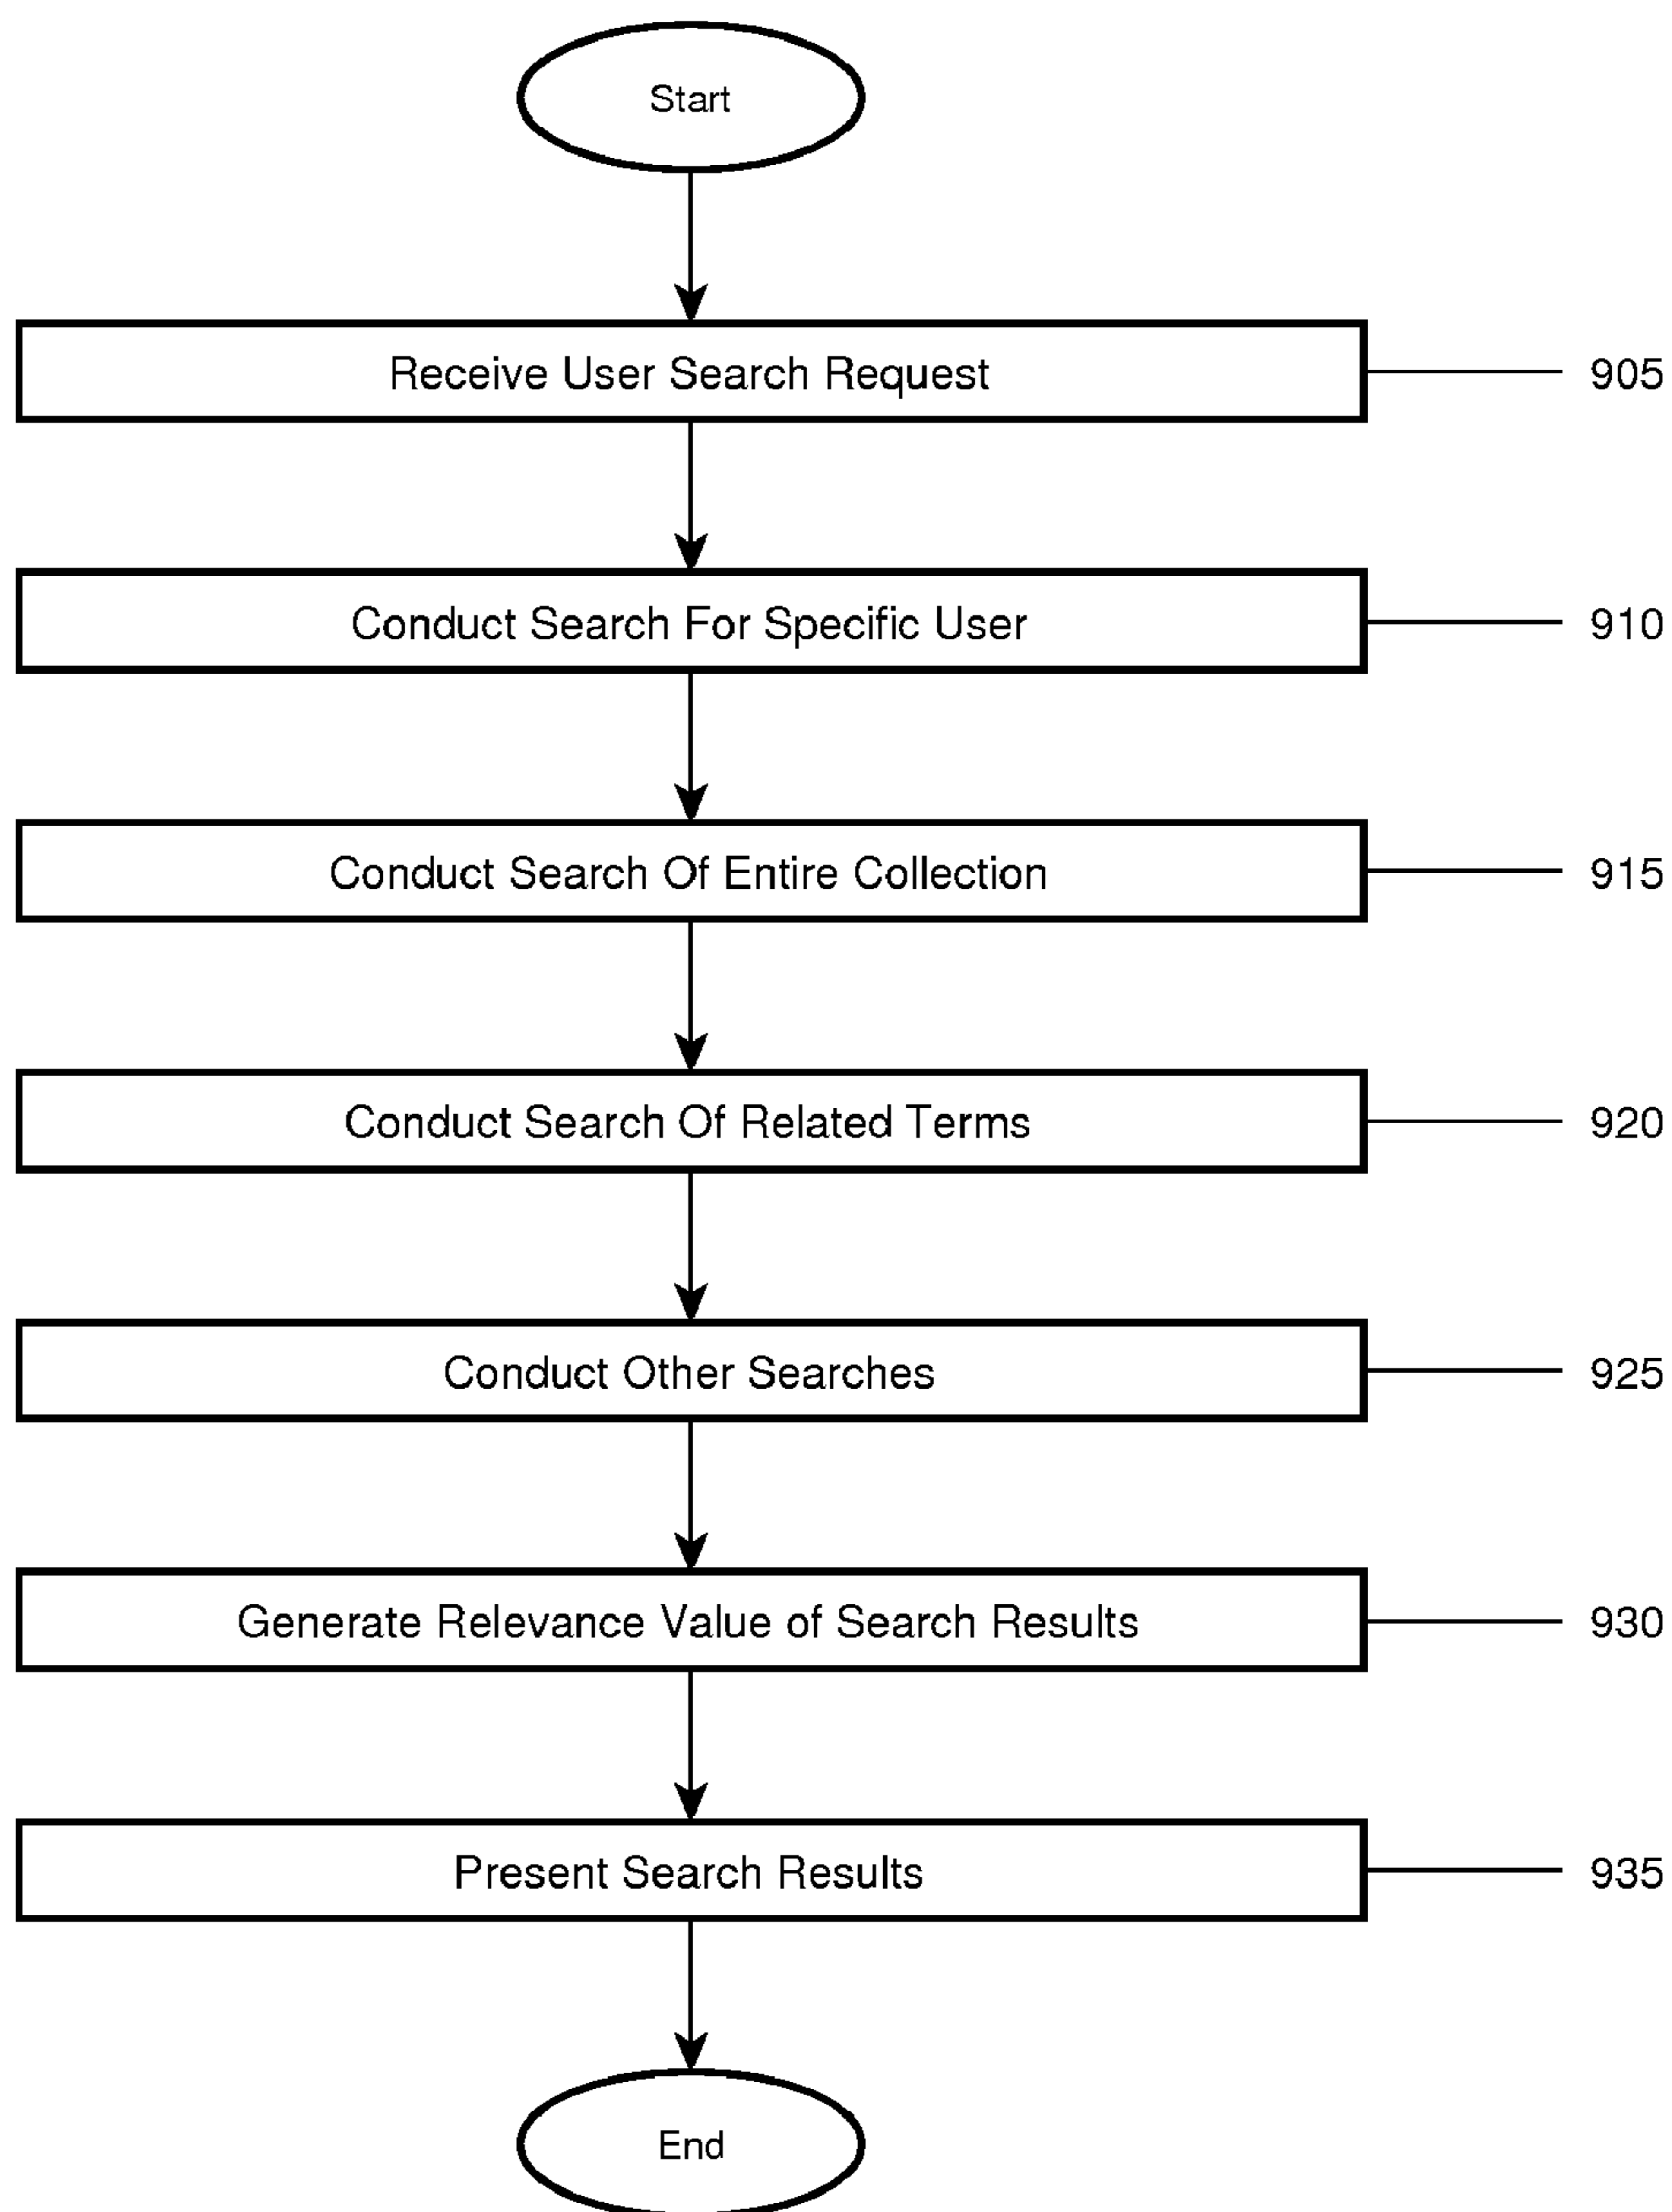 Start
Receive User Search Request
905
Conduct Search For Specific User
910
Conduct Search Of Entire Collection
915
Conduct Search Of Related Terms
920
Conduct Other Searches
925
Generate Relevance Value of Search Results
930
Present Search Results
935
End